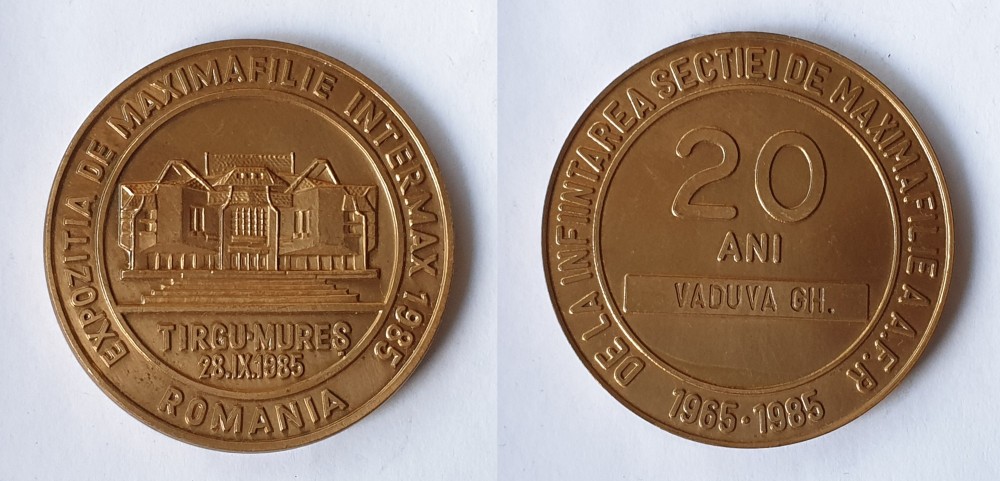 EXPOZITIA DE MAXIMAFILIE INTERMAX 1985
TIRGU-MUREȘ
28.IX.1985
ROMANIA
DE LA INFIINTAREA SECTIEI DE MAXIMAFILIE A A.F.R
20
ANI
VADUVA GH.
1965-1985